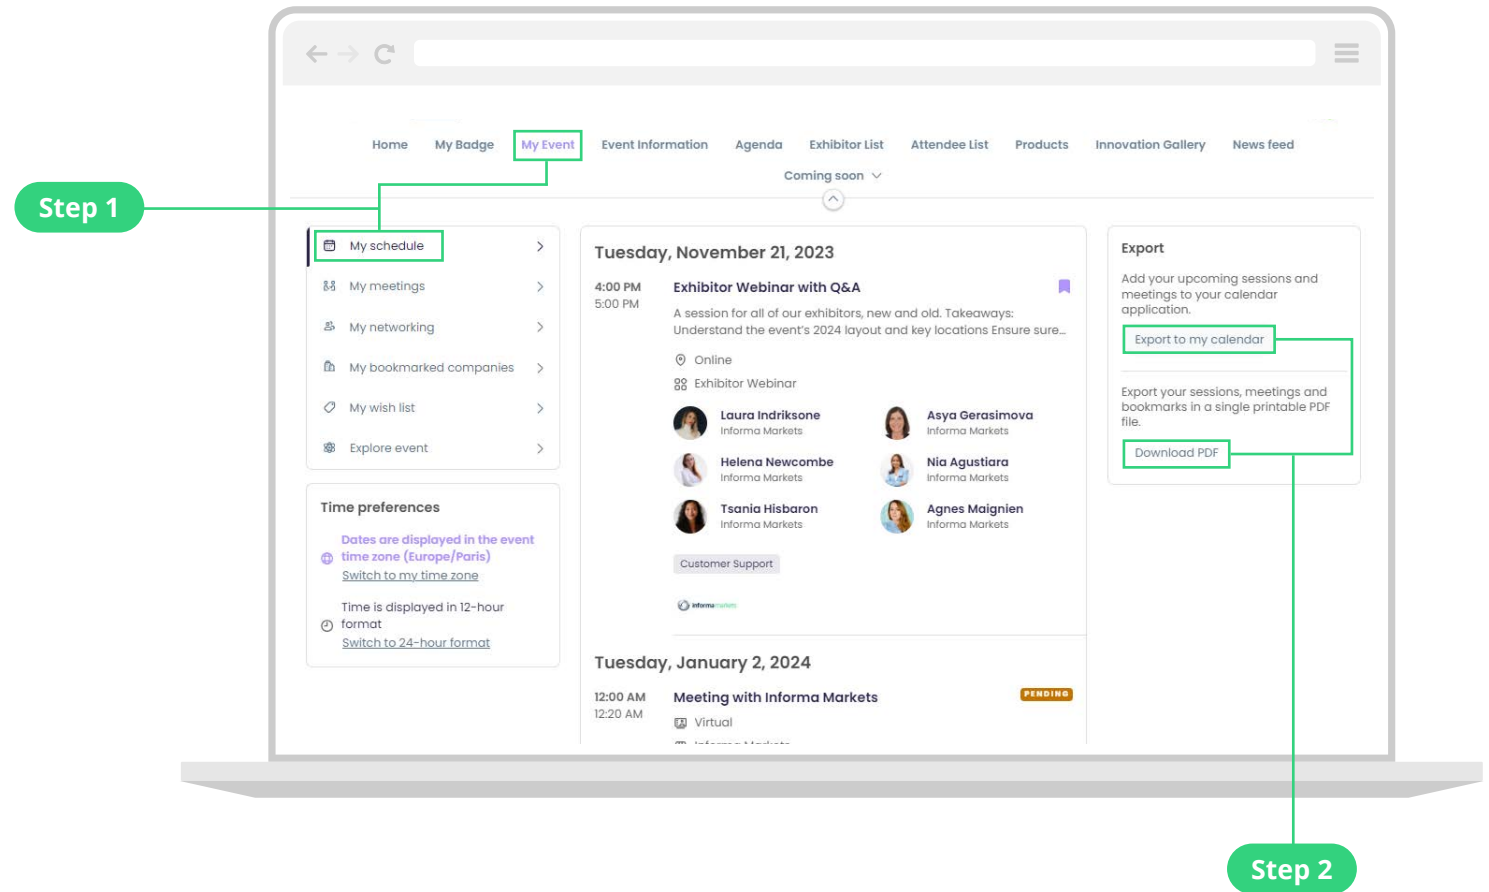 Home My Badge My Event Event Information Agenda Exhibitor List Attendee List Products Innovation Gallery News feed
Coming soon
Step 1
My schedule
My meetings
My networking
My bookmarked companies
My wish list
Explore event
Time preferences
Dates are displayed in the event
time zone (Europe/Paris)
Switch to my time zone
Time is displayed in 12-hour
format
Switch to 24-hour format
Tuesday, November 21, 2023
4:00 PM
5:00 PM
Exhibitor Webinar with Q&A
A session for all of our exhibitors, new and old. Takeaways:
Understand the event's 2024 layout and key locations Ensure sure...
Online
Exhibitor Webinar
Laura Indriksone
Informa Markets
Asya Gerasimova
Informa Markets
Helena Newcombe
Informa Markets
Nia Agustiara
Informa Markets
Tsania Hisbaron
Informa Markets
Agnes Maignien
Informa Markets
Customer Support
informa markets
Tuesday, January 2, 2024
12:00 AM
12:20 AM
Meeting with Informa Markets
PENDING
Virtual
Export
Add your upcoming sessions and
meetings to your calendar
application.
Export to my calendar
Export your sessions, meetings and
bookmarks in a single printable PDF
file.
Download PDF
Step 2